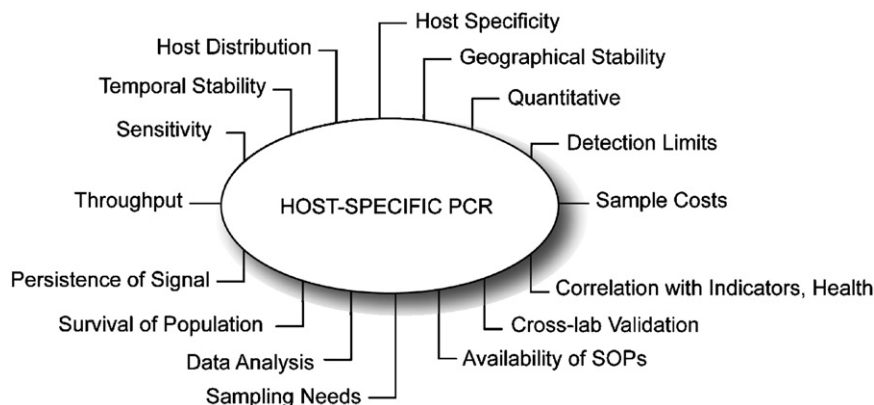 Host Specificity
Host Distribution
Geographical Stability
Temporal Stability
Quantitative
Sensitivity
Detection Limits
Throughput
HOST-SPECIFIC PCR
Sample Costs
Persistence of Signal
Correlation with Indicators, Health
Survival of Population
Cross-lab Validation
Data Analysis
Availability of SOPs
Sampling Needs